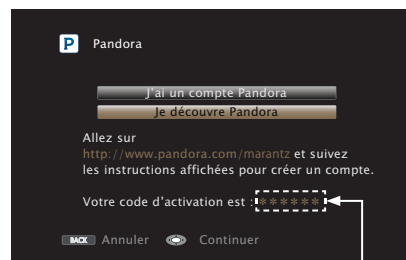 P Pandora
J'ai un compte Pandora
Je découvre Pandora
Allez sur
http://www.pandora.com/marantz et suivez
les instructions affichées pour créer un compte.
Votre code d'activation est : ******
BACK Annuler Continuer